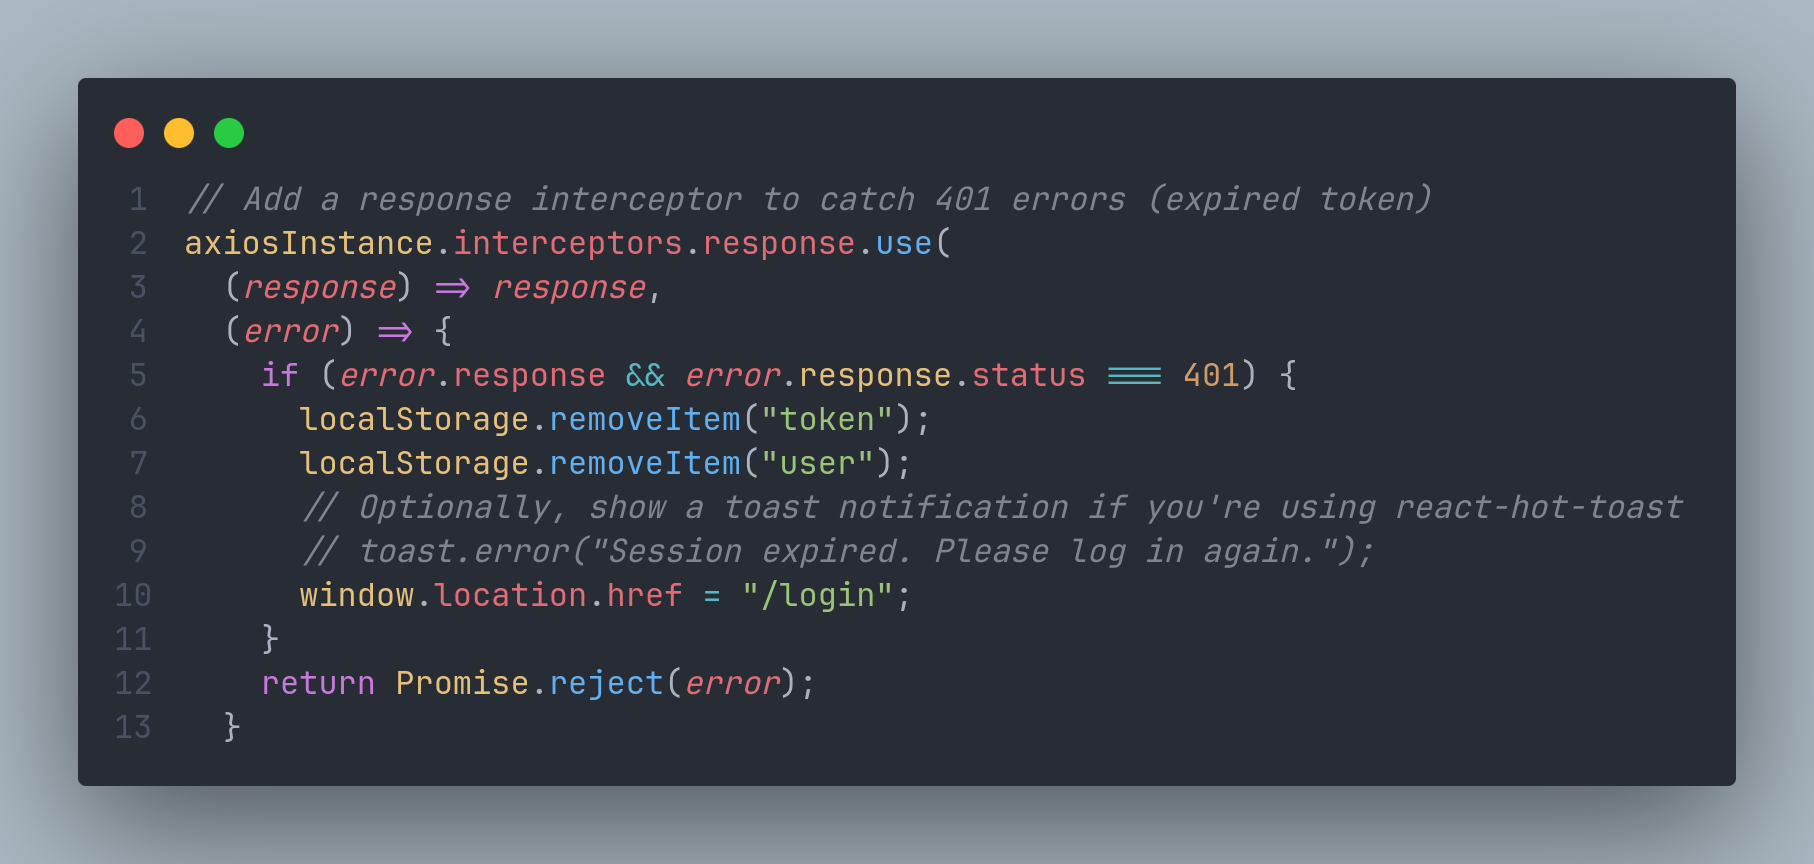 1 // Add a response interceptor to catch 401 errors (expired token)
2 axiosInstance.interceptors.response.use(
3   (response) => response,
4   (error) => {
5     if (error.response && error.response.status === 401) {
6       localStorage.removeItem("token");
7       localStorage.removeItem("user");
8       // Optionally, show a toast notification if you're using react-hot-toast
9       // toast.error("Session expired. Please log in again.");
10       window.location.href = "/login";
11     }
12     return Promise.reject(error);
13   }